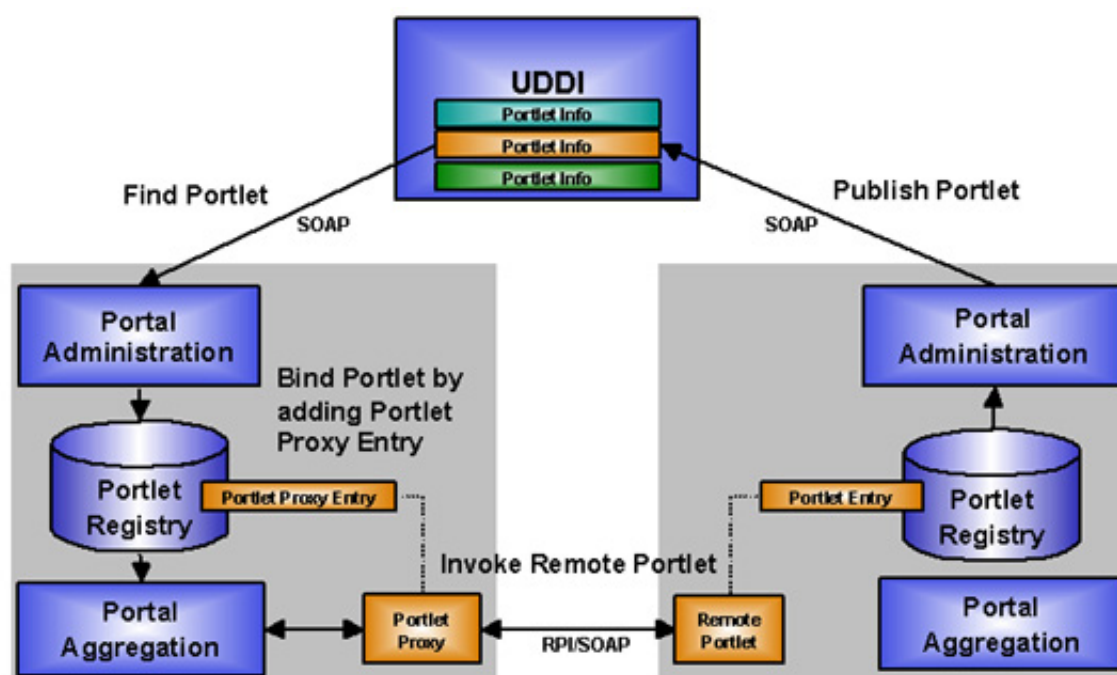 UDDI
Portlet Info
Portlet Info
Portlet Info
Find Portlet
SOAP
Publish Portlet
SOAP
Portal
Administration
Bind Portlet by
adding Portlet
Proxy Entry
Portlet
Registry
Portlet Proxy Entry
Portal
Aggregation
Portlet
Proxy
Invoke Remote Portlet
RPI/SOAP
Portal
Administration
Portlet Entry
Portlet
Registry
Remote
Portlet
Portal
Aggregation